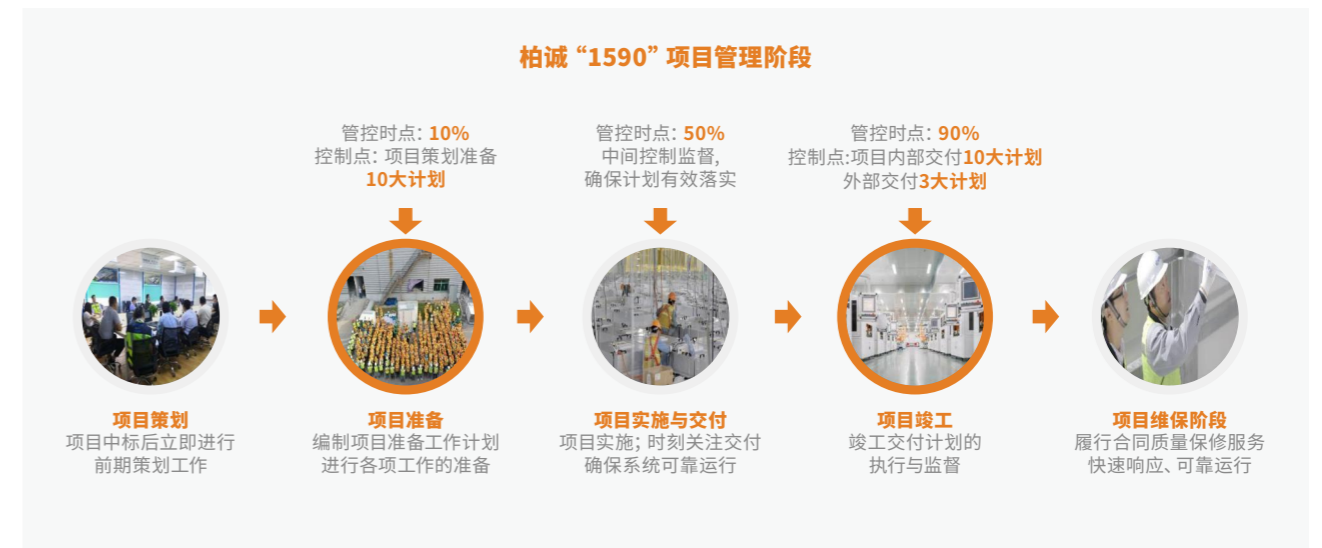 柏诚“1590”项目管理阶段
管控时点：10%
控制点：项目策划准备
10大计划
管控时点：50%
中间控制监督,
确保计划有效落实
管控时点：90%
控制点:项目内部交付10大计划
外部交付3大计划
项目策划
项目中标后立即进行
前期策划工作
项目准备
编制项目准备工作计划
进行各项工作的准备
项目实施与交付
项目实施；时刻关注交付
确保系统可靠运行
项目竣工
竣工交付计划的
执行与监督
项目维保阶段
履行合同质量保修服务
快速响应、可靠运行